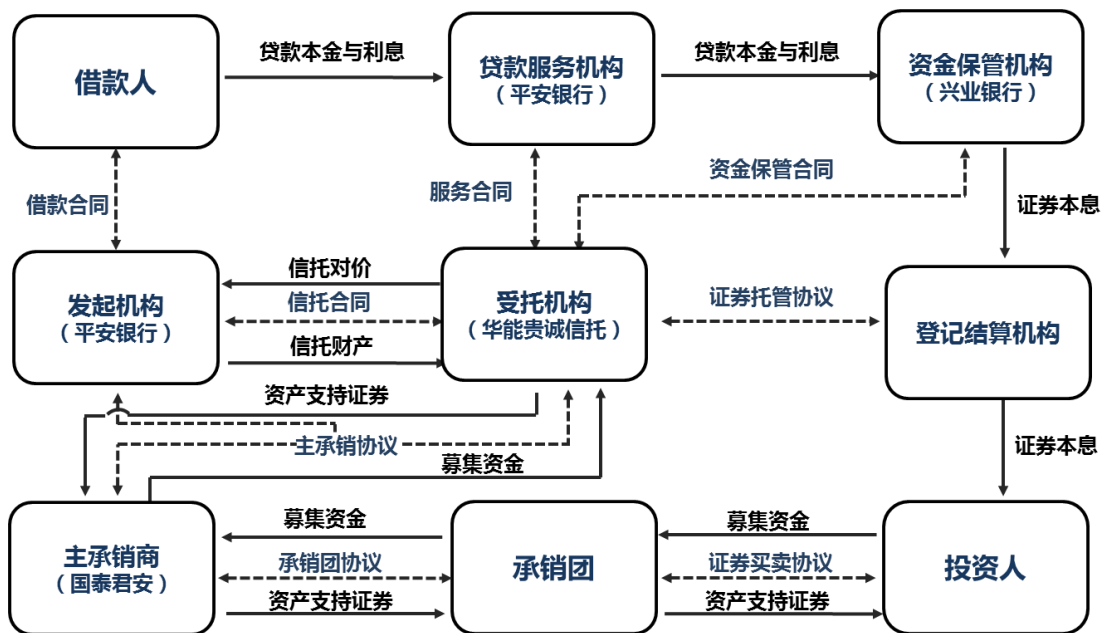 借款人
贷款本金与利息
贷款服务机构
（平安银行）
贷款本金与利息
资金保管机构
（兴业银行）
借款合同
服务合同
资金保管合同
证券本息
发起机构
（平安银行）
信托对价
信托合同
信托财产
受托机构
（华能贵诚信托）
证券托管协议
登记结算机构
资产支持证券
主承销协议
募集资金
证券本息
主承销商
（国泰君安）
募集资金
承销团协议
资产支持证券
承销团
募集资金
证券买卖协议
资产支持证券
投资人